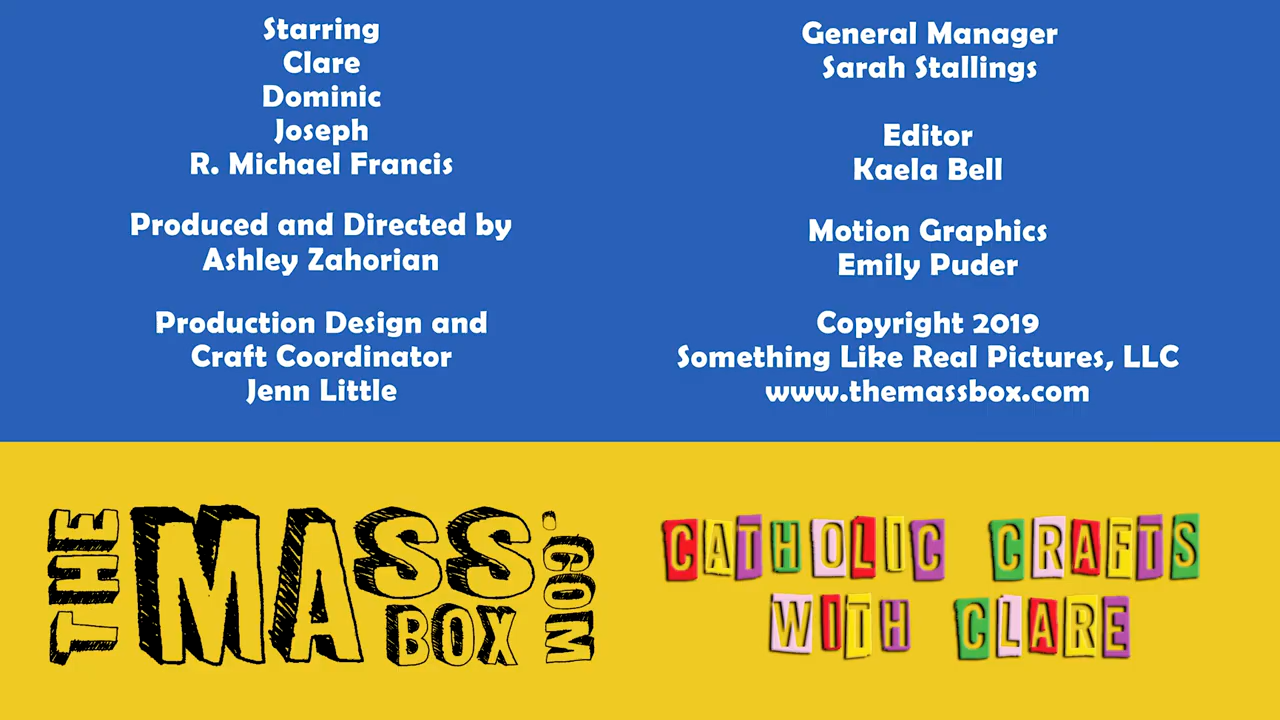 Starring
Clare
Dominic
Joseph
R. Michael Francis
Produced and Directed by
Ashley Zahorian
Production Design and
Craft Coordinator
Jenn Little
General Manager
Sarah Stallings
Editor
Kaela Bell
Motion Graphics
Emily Puder
Copyright 2019
Something Like Real Pictures, LLC
www.themassbox.com
THE
MASS
BOX
.COM
CATHOLIC CRAFTS
WITH CLARE